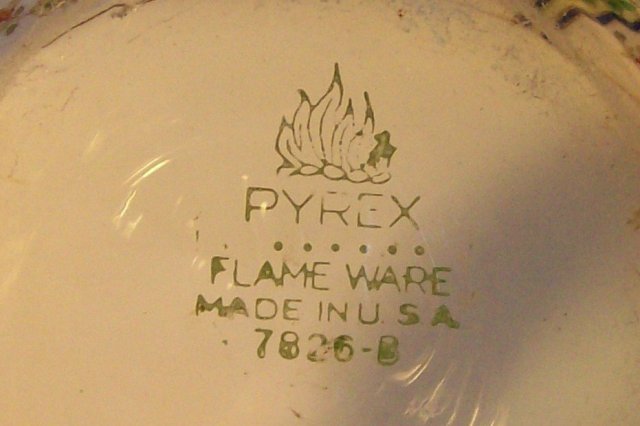 PYREX
FLAME WARE
MADE IN U.S A
7826-B